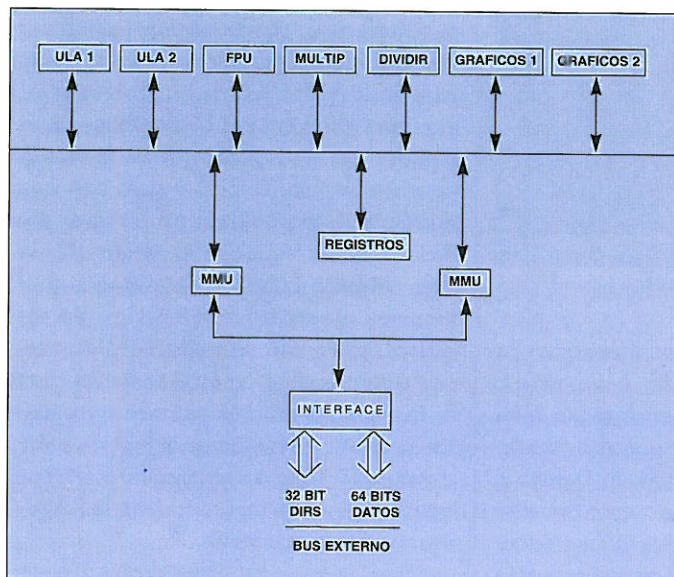 ULA 1
ULA 2
FPU
MULTIP
DIVIDIR
GRAFICOS 1
GRAFICOS 2
REGISTROS
MMU
MMU
INTERFACE
32 BIT
DIRS
64 BITS
DATOS
BUS EXTERNO